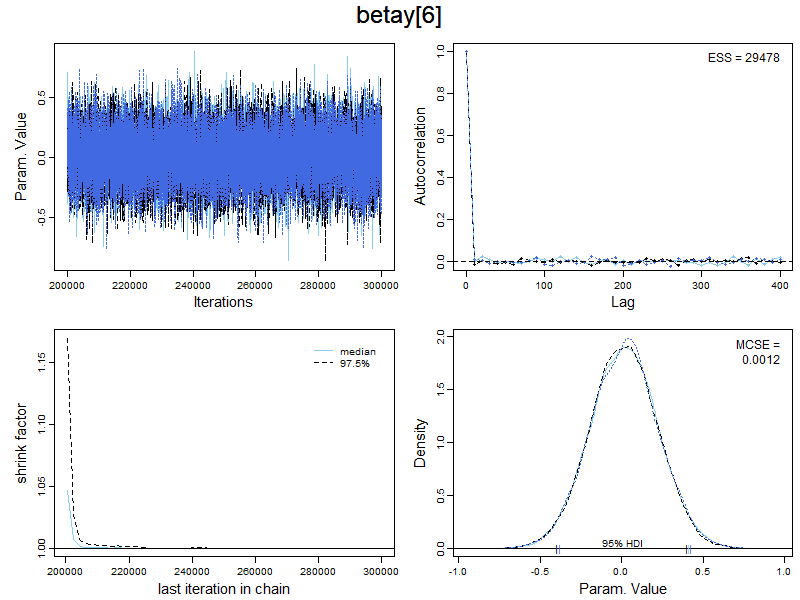 betay[6]
Param. Value
0.5
0.0
-0.5
200000 220000 240000 260000 280000 300000
Iterations
Autocorrelation
1.0
0.8
0.6
0.4
0.2
0.0
ESS = 29478
0 100 200 300 400
Lag
shrink factor
1.15
1.10
1.05
1.00
median
97.5%
200000 220000 240000 260000 280000 300000
last iteration in chain
Density
2.0
1.5
1.0
0.5
0.0
MCSE =
0.0012
95% HDI
-1.0 -0.5 0.0 0.5 1.0
Param. Value